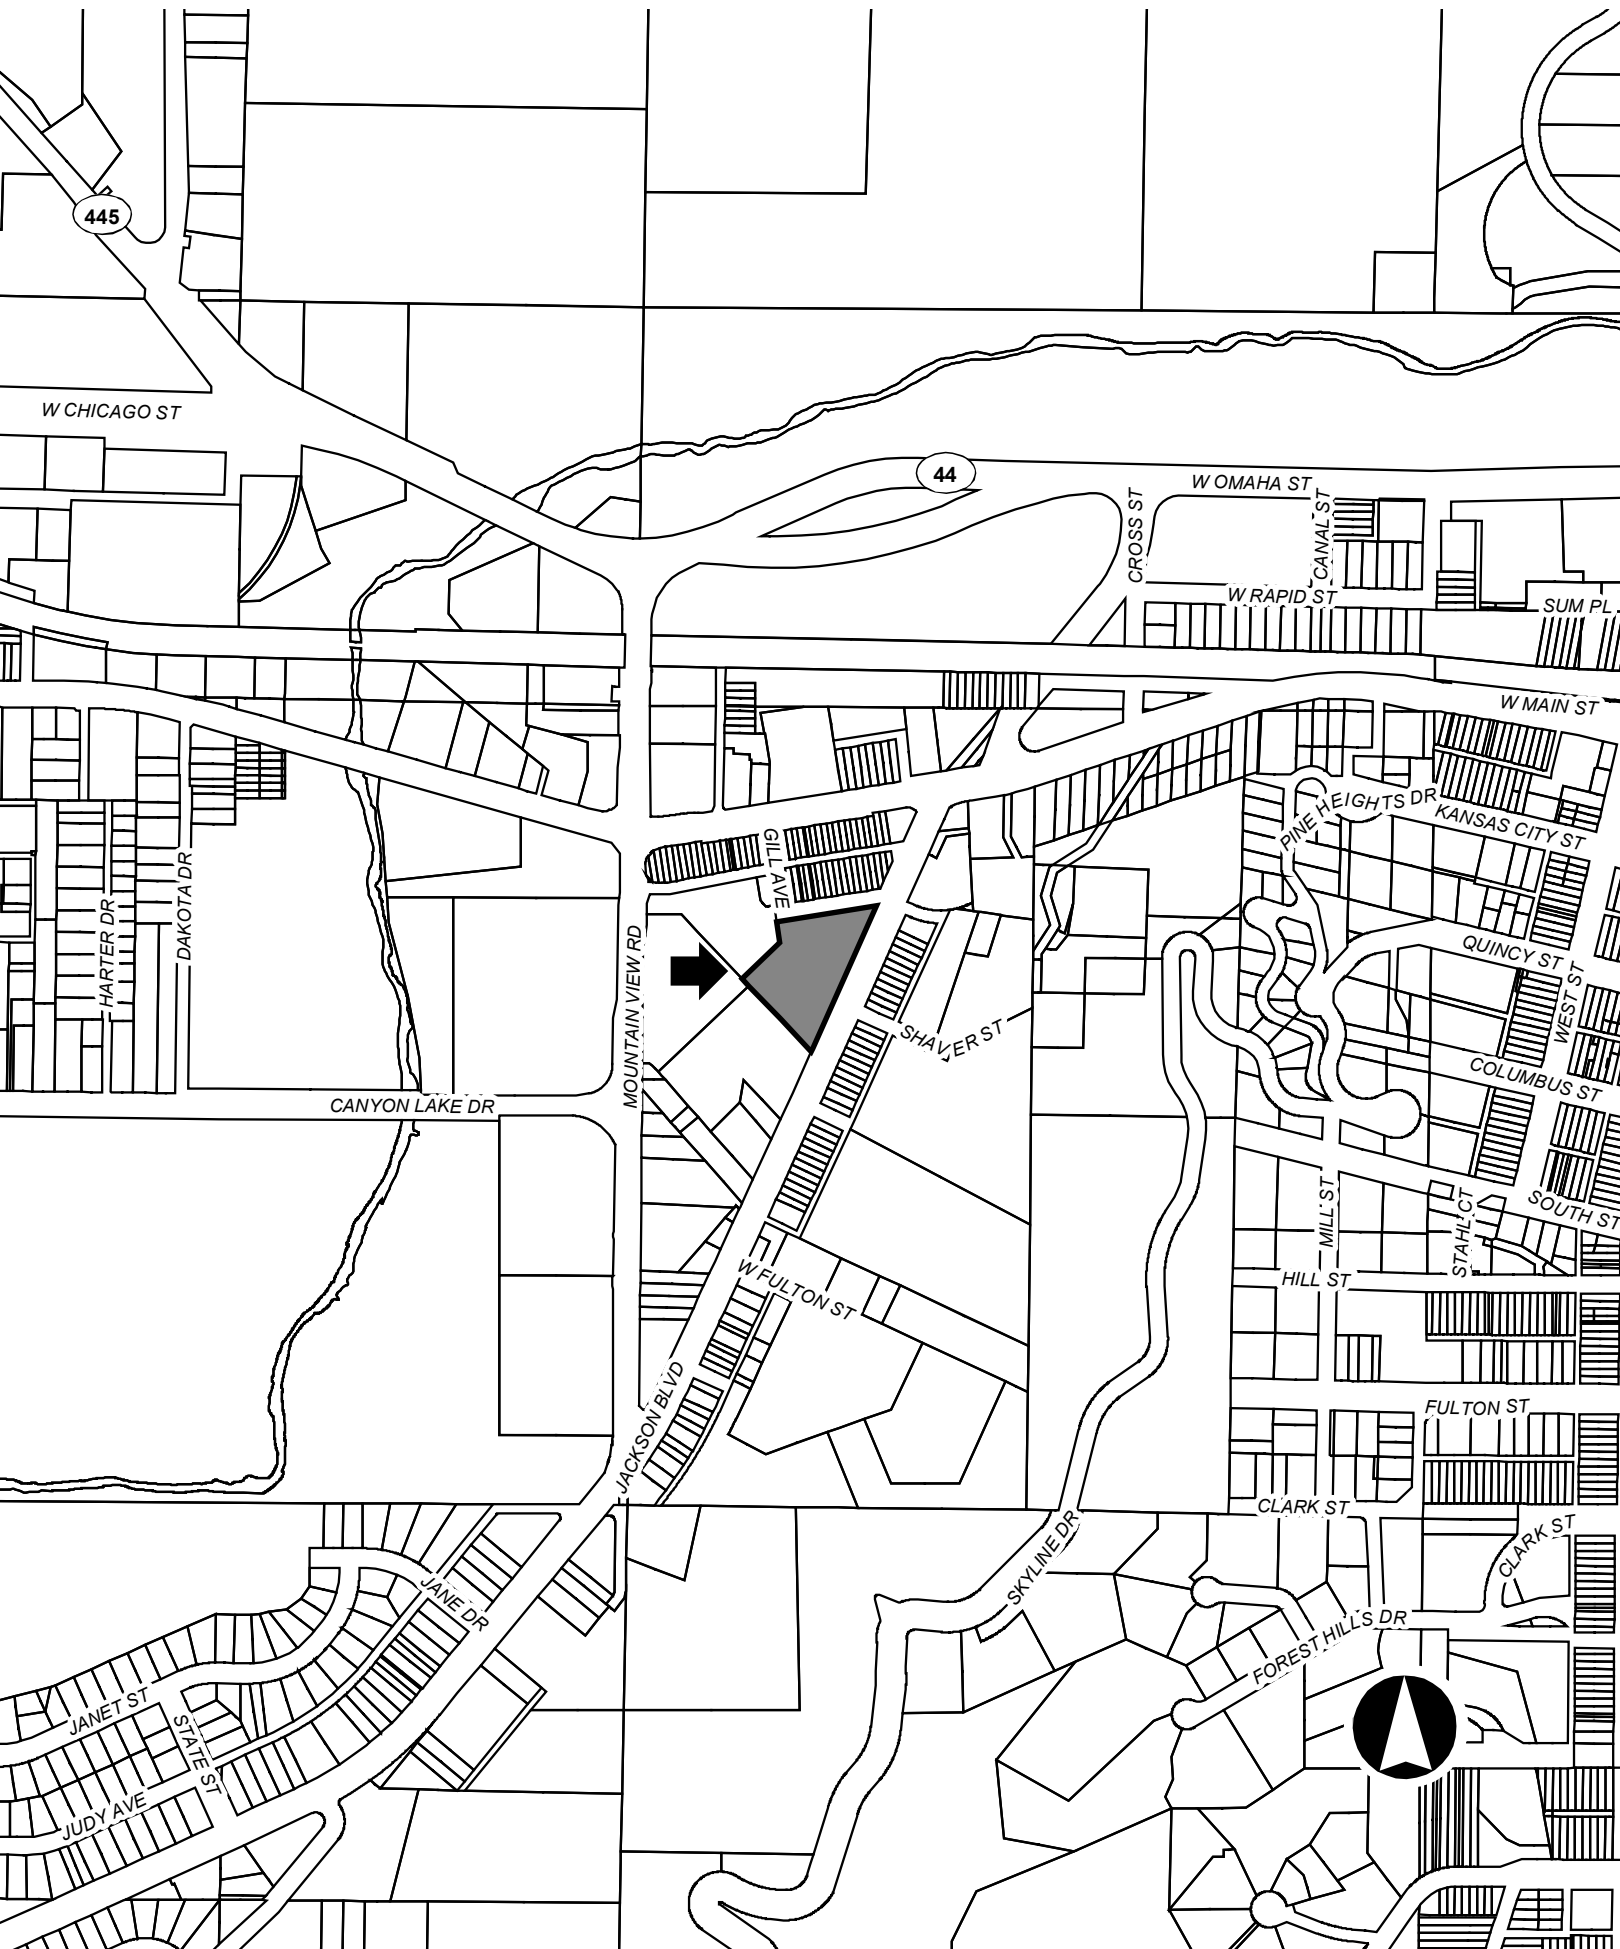 445
W CHICAGO ST
44
W OMAHA ST
CROSS ST
CANAL ST
W RAPID ST
SUM PL
W MAIN ST
PINE HEIGHTS DR
KANSAS CITY ST
GILL AVE
DAKOTA DR
HARTER DR
MOUNTAIN VIEW RD
QUINCY ST
WEST ST
SHAVER ST
COLUMBUS ST
CANYON LAKE DR
MILL ST
STAHL CT
SOUTH ST
W FULTON ST
HILL ST
JACKSON BLVD
FULTON ST
CLARK ST
CLARK ST
SKYLINE DR
JANE DR
FOREST HILLS DR
JANET ST
STATE ST
JUDY AVE